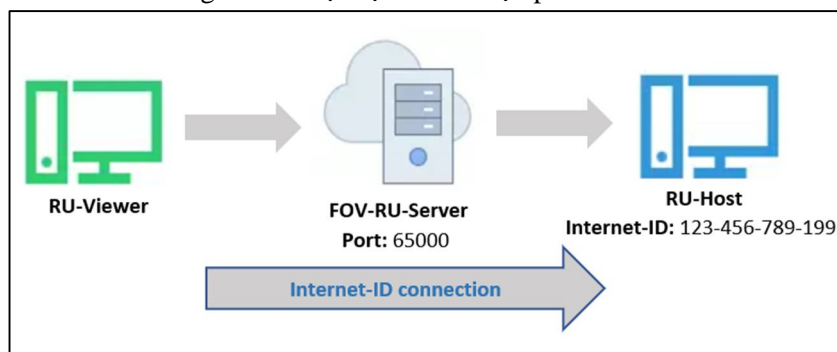 RU-Viewer
FOV-RU-Server
Port: 65000
RU-Host
Internet-ID: 123-456-789-199
Internet-ID connection